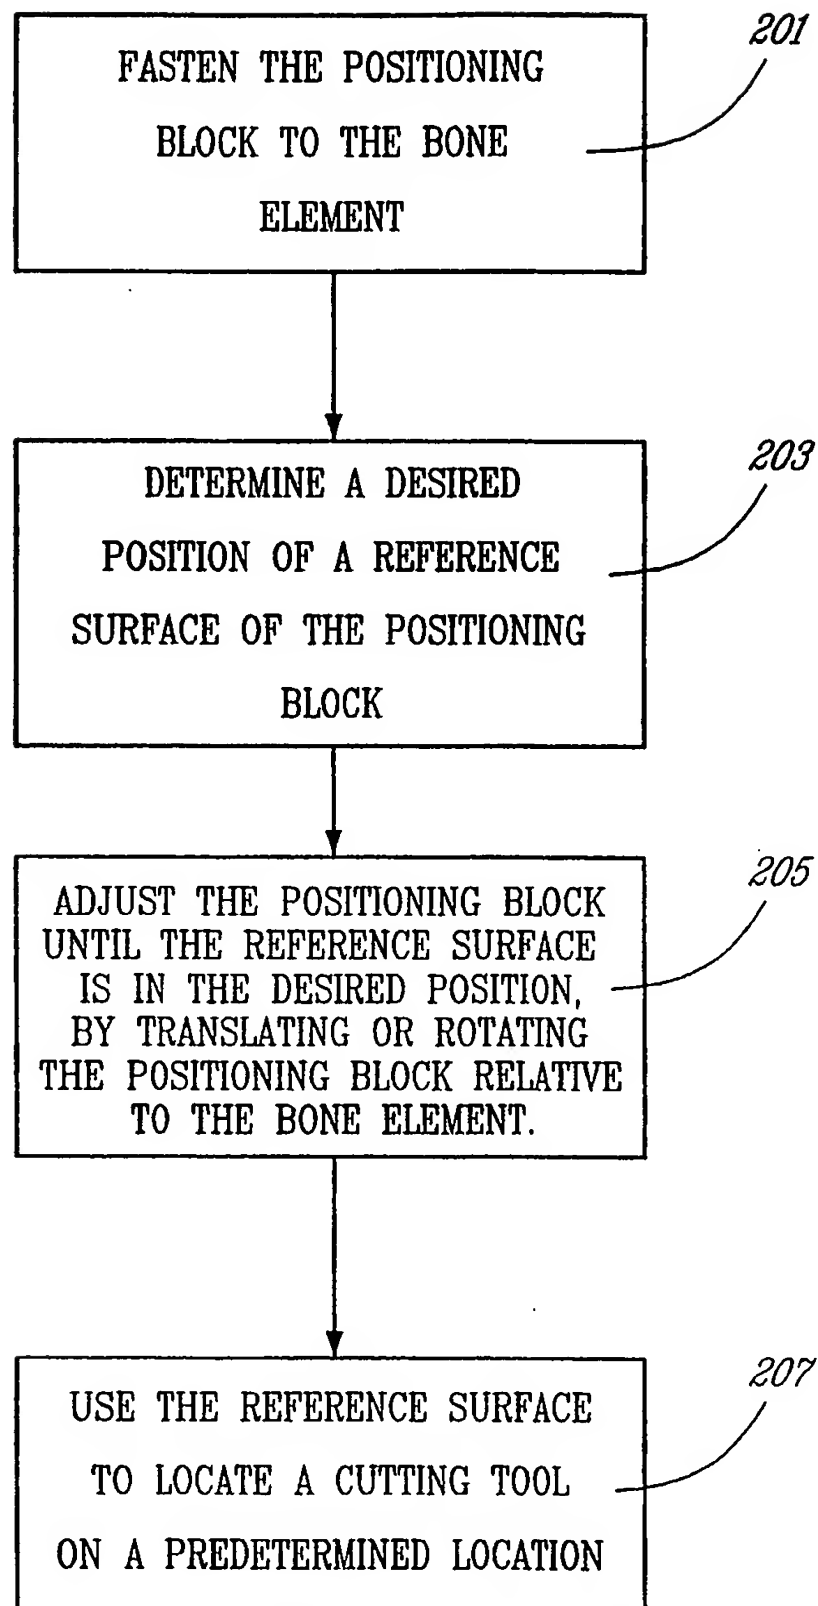 201
FASTEN THE POSITIONING
BLOCK TO THE BONE
ELEMENT
203
DETERMINE A DESIRED
POSITION OF A REFERENCE
SURFACE OF THE POSITIONING
BLOCK
205
ADJUST THE POSITIONING BLOCK
UNTIL THE REFERENCE SURFACE
IS IN THE DESIRED POSITION,
BY TRANSLATING OR ROTATING
THE POSITIONING BLOCK RELATIVE
TO THE BONE ELEMENT.
207
USE THE REFERENCE SURFACE
TO LOCATE A CUTTING TOOL
ON A PREDETERMINED LOCATION